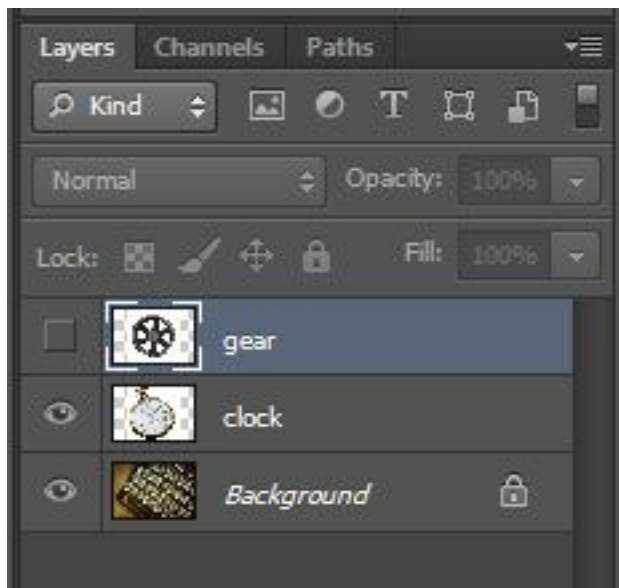 Layers Channels Paths
Kind T
Normal Opacity: 100%
Lock: Fill: 100%
gear
clock
Background